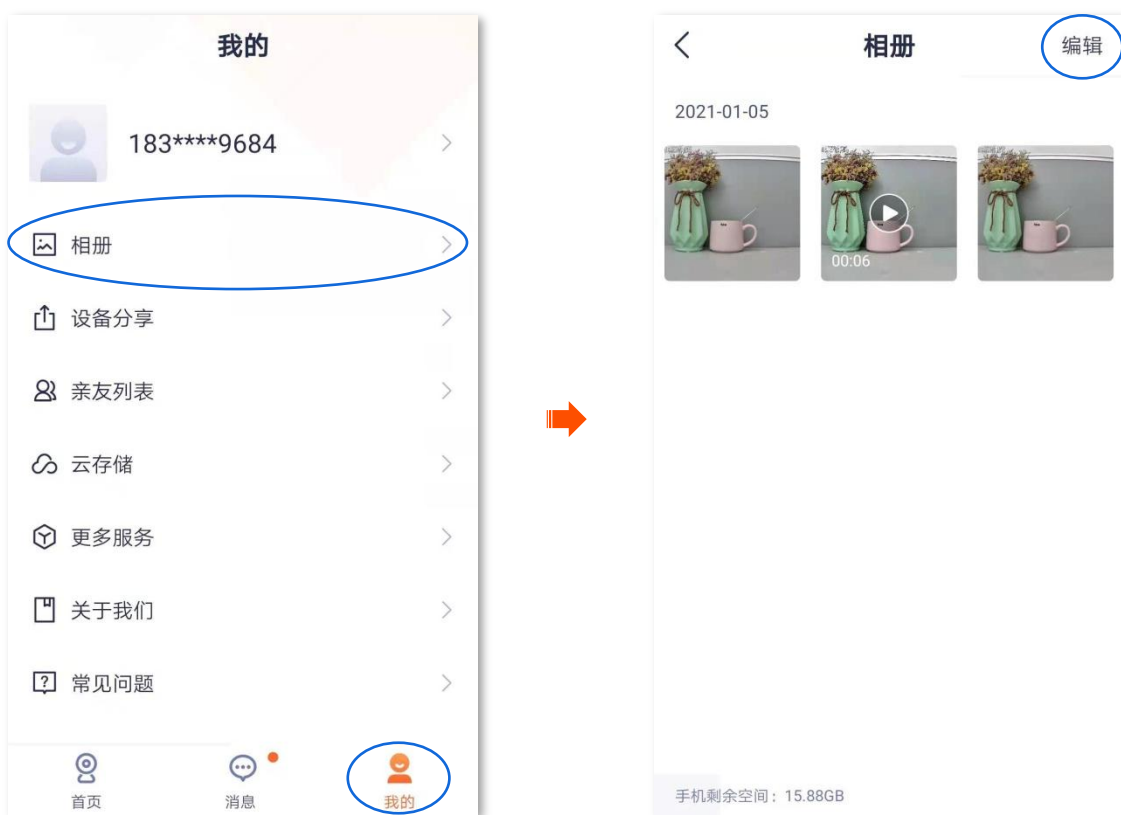 我的
183****9684
相册
设备分享
亲友列表
云存储
更多服务
关于我们
常见问题
首页
消息
我的
相册
编辑
2021-01-05
00:06
手机剩余空间：15.88GB